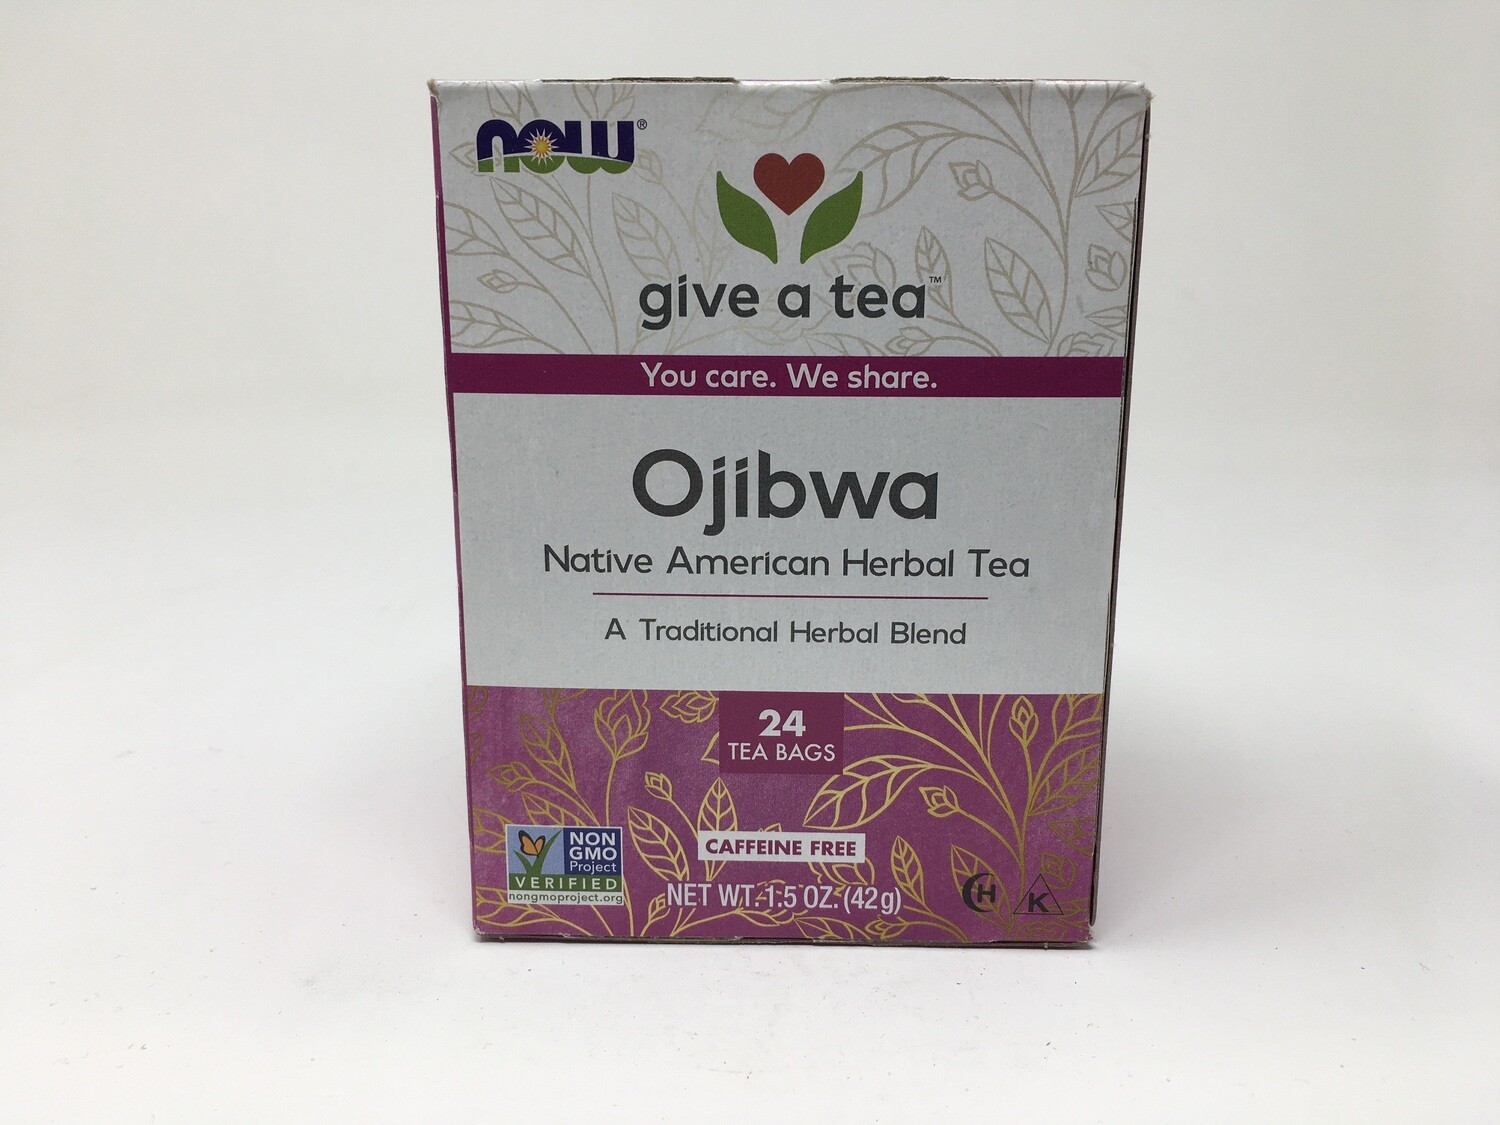 now®
give a tea™
You care. We share.
Ojibwa
Native American Herbal Tea
A Traditional Herbal Blend
24
TEA BAGS
NON
GMO
Project
VERIFIED
nongmoproject.org
CAFFEINE FREE
NET WT. 1.5 OZ. (42g)
H
K